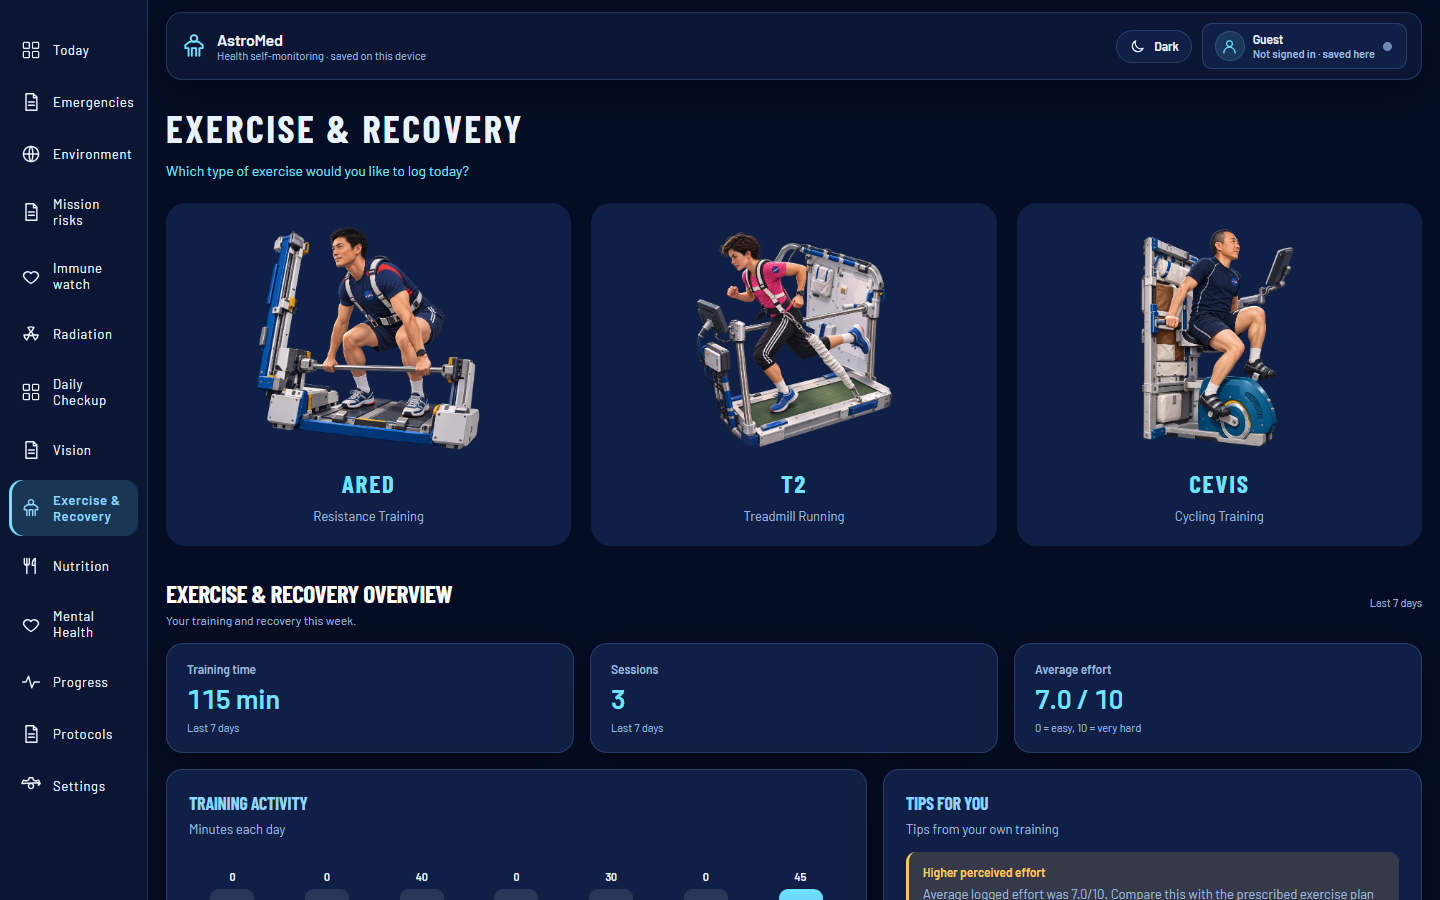 Today
Emergencies
Environment
Mission
risks
Immune
watch
Radiation
Daily
Checkup
Vision
Exercise &
Recovery
Nutrition
Mental
Health
Progress
Protocols
Settings
AstroMed
Health self-monitoring · saved on this device
Dark
Guest
Not signed in · saved here
EXERCISE & RECOVERY
Which type of exercise would you like to log today?
ARED
Resistance Training
T2
Treadmill Running
CEVIS
Cycling Training
EXERCISE & RECOVERY OVERVIEW
Your training and recovery this week.
Last 7 days
Training time
115 min
Last 7 days
Sessions
3
Last 7 days
Average effort
7.0 / 10
0 = easy, 10 = very hard
TRAINING ACTIVITY
Minutes each day
0 0 40 0 30 0 45
TIPS FOR YOU
Tips from your own training
Higher perceived effort
Average logged effort was 7.0/10. Compare this with the prescribed exercise plan